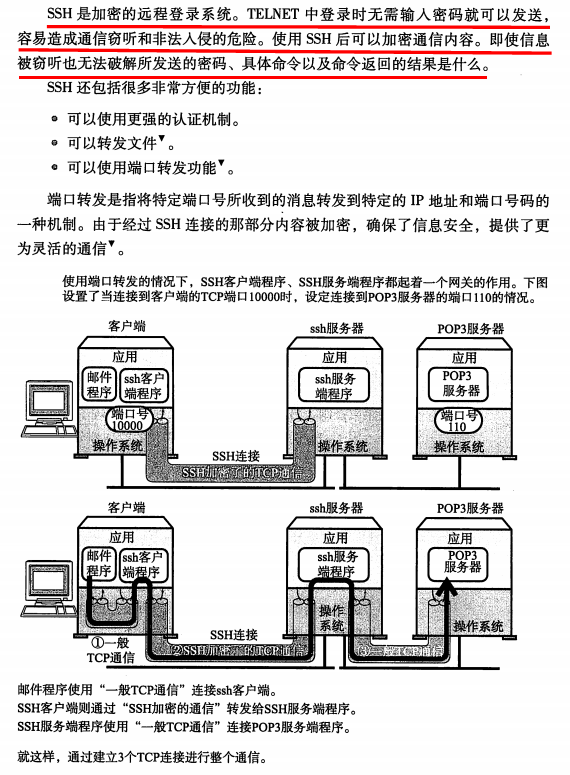 SSH 是加密的远程登录系统。TELNET 中登录时无需输人密码就可以发送，
容易造成通信窃听和非法人侵的危险。使用 SSH 后可以加密通信内容。即使信息
被窃听也无法破解所发送的密码、具体命令以及命令返回的结果是什么。
SSH 还包括很多非常方便的功能：
● 可以使用更强的认证机制。
● 可以转发文件▼。
● 可以使用端口转发功能▼。
端口转发是指将特定端口号所收到的消息转发到特定的 IP 地址和端口号码的
一种机制。由于经过 SSH 连接的那部分内容被加密，确保了信息安全，提供了更
为灵活的通信▼。
使用端口转发的情况下，SSH客户端程序、SSH服务端程序都起着一个网关的作用。下图
设置了当连接到客户端的TCP端口10000时，设定连接到POP3服务器的端口110的情况。
客户端
ssh服务器
POP3服务器
应用
应用
应用
邮件
程序
ssh客户
端程序
ssh服务
端程序
POP3
服务器
端口号
10000
端口号
110
操作系统
操作系统
操作系统
SSH连接
SSH加密了的TCP通信
客户端
ssh服务器
POP3服务器
应用
应用
应用
邮件
程序
ssh客户
端程序
ssh服务
端程序
POP3
服务器
操作
系统
操作系统
①一般
TCP通信
SSH连接
②SSH加密了的TCP通信
③一般TCP通信
邮件程序使用“一般TCP通信”连接ssh客户端。
SSH客户端则通过“SSH加密的通信”转发给SSH服务端程序。
SSH服务端程序使用“一般TCP通信”连接POP3服务端程序。
就这样，通过建立3个TCP连接进行整个通信。